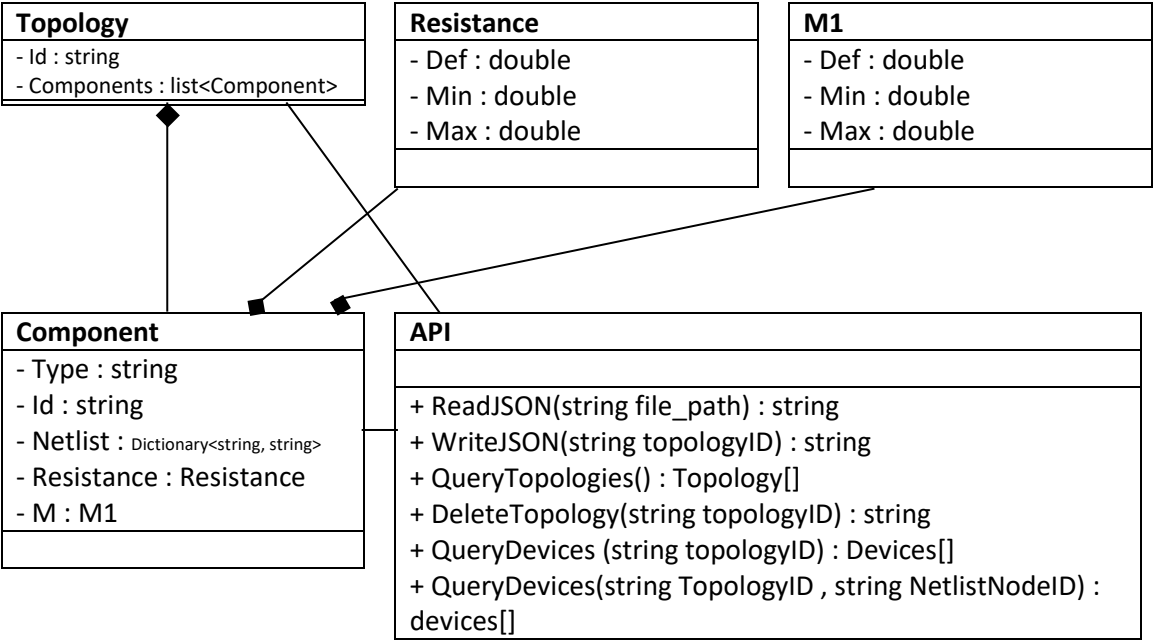 Topology
- Id : string
- Components : list<Component>
Resistance
- Def : double
- Min : double
- Max : double
M1
- Def : double
- Min : double
- Max : double
Component
- Type : string
- Id : string
- Netlist : Dictionary<string, string>
- Resistance : Resistance
- M : M1
API
+ ReadJSON(string file_path) : string
+ WriteJSON(string topologyID) : string
+ QueryTopologies() : Topology[]
+ DeleteTopology(string topologyID) : string
+ QueryDevices (string topologyID) : Devices[]
+ QueryDevices(string TopologyID , string NetlistNodeID) :
devices[]